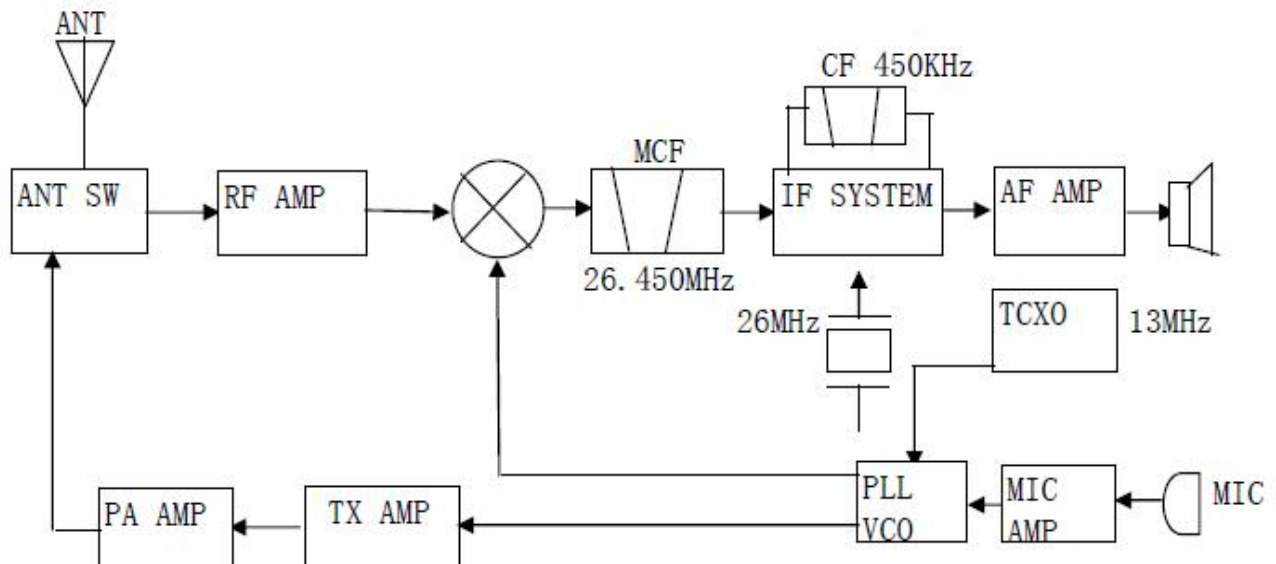 ANT
CF 450KHz
MCF
ANT SW
RF AMP
IF SYSTEM
AF AMP
26.450MHz
26MHz
TCXO
13MHz
PA AMP
TX AMP
PLL
VCO
MIC
AMP
MIC